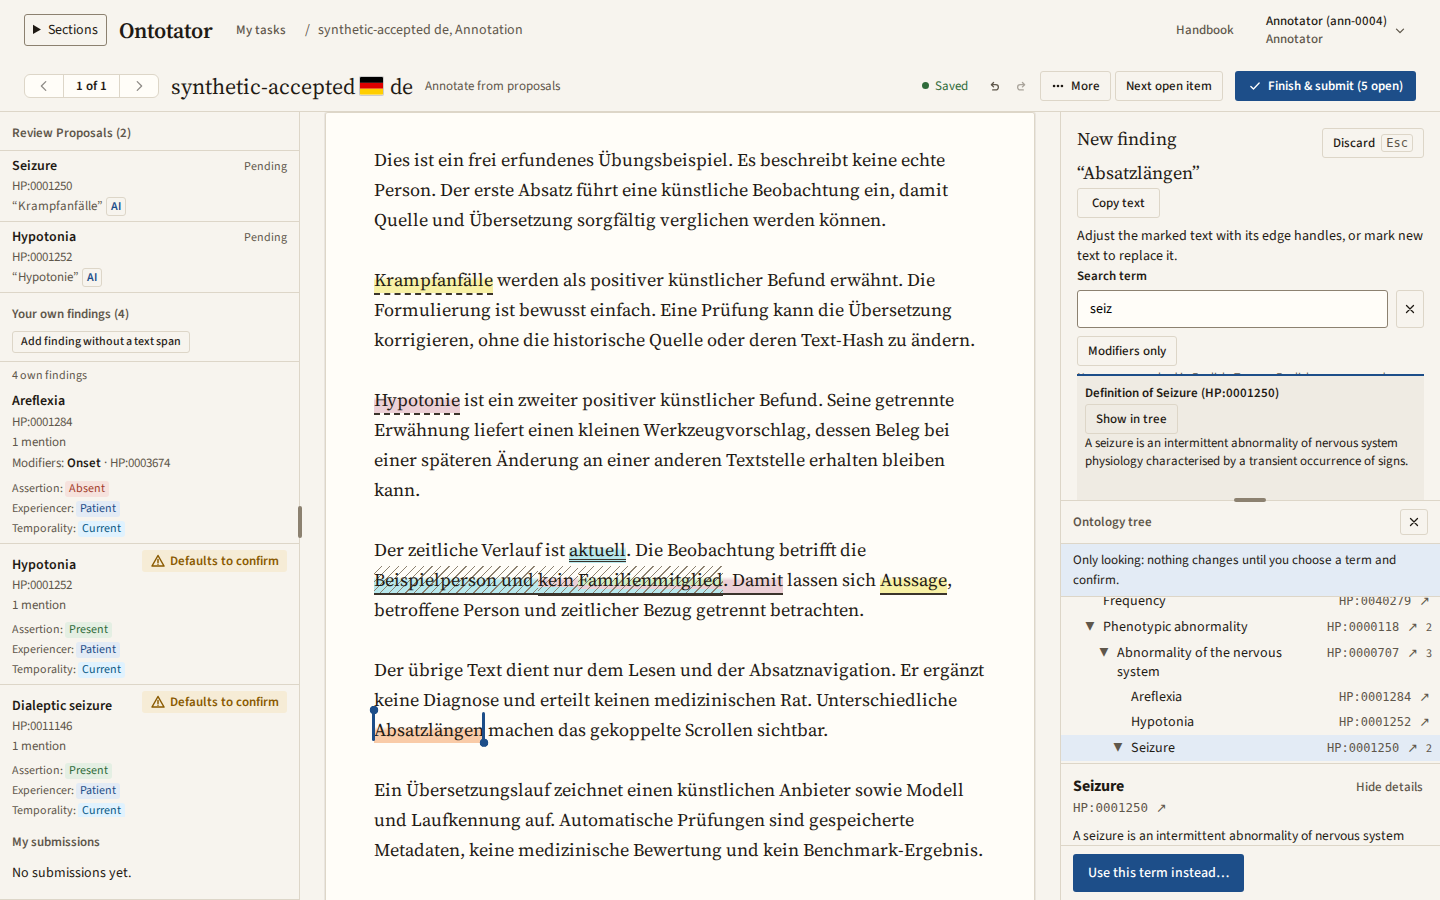 Sections
Ontotator
My tasks
/ synthetic-accepted de, Annotation
Handbook
Annotator (ann-0004)
Annotator
1 of 1
synthetic-accepted de
Annotate from proposals
Saved
More
Next open item
Finish & submit (5 open)
Review Proposals (2)
Seizure
Pending
HP:0001250
“Krampfanfälle” AI
Hypotonia
Pending
HP:0001252
“Hypotonie” AI
Your own findings (4)
Add finding without a text span
4 own findings
Areflexia
HP:0001284
1 mention
Modifiers: Onset · HP:0003674
Assertion: Absent
Experiencer: Patient
Temporality: Current
Hypotonia
Defaults to confirm
HP:0001252
1 mention
Assertion: Present
Experiencer: Patient
Temporality: Current
Dialeptic seizure
Defaults to confirm
HP:0011146
1 mention
Assertion: Present
Experiencer: Patient
Temporality: Current
My submissions
No submissions yet.
Dies ist ein frei erfundenes Übungsbeispiel. Es beschreibt keine echte
Person. Der erste Absatz führt eine künstliche Beobachtung ein, damit
Quelle und Übersetzung sorgfältig verglichen werden können.
Krampfanfälle werden als positiver künstlicher Befund erwähnt. Die
Formulierung ist bewusst einfach. Eine Prüfung kann die Übersetzung
korrigieren, ohne die historische Quelle oder deren Text-Hash zu ändern.
Hypotonie ist ein zweiter positiver künstlicher Befund. Seine getrennte
Erwähnung liefert einen kleinen Werkzeugvorschlag, dessen Beleg bei
einer späteren Änderung an einer anderen Textstelle erhalten bleiben
kann.
Der zeitliche Verlauf ist aktuell. Die Beobachtung betrifft die
Beispielperson und kein Familienmitglied. Damit lassen sich Aussage,
betroffene Person und zeitlicher Bezug getrennt betrachten.
Der übrige Text dient nur dem Lesen und der Absatznavigation. Er ergänzt
keine Diagnose und erteilt keinen medizinischen Rat. Unterschiedliche
Absatzlängen machen das gekoppelte Scrollen sichtbar.
Ein Übersetzungslauf zeichnet einen künstlichen Anbieter sowie Modell
und Laufkennung auf. Automatische Prüfungen sind gespeicherte
Metadaten, keine medizinische Bewertung und kein Benchmark-Ergebnis.
New finding
Discard Esc
“Absatzlängen”
Copy text
Adjust the marked text with its edge handles, or mark new
text to replace it.
Search term
seiz
Modifiers only
Definition of Seizure (HP:0001250)
Show in tree
A seizure is an intermittent abnormality of nervous system
physiology characterised by a transient occurrence of signs.
Ontology tree
Only looking: nothing changes until you choose a term and
confirm.
Frequency HP:0040279 ↗
▼ Phenotypic abnormality HP:0000118 ↗ 2
▼ Abnormality of the nervous HP:0000707 ↗ 3
system
Areflexia HP:0001284 ↗
Hypotonia HP:0001252 ↗
▼ Seizure HP:0001250 ↗ 2
Seizure
Hide details
HP:0001250 ↗
A seizure is an intermittent abnormality of nervous system
Use this term instead…